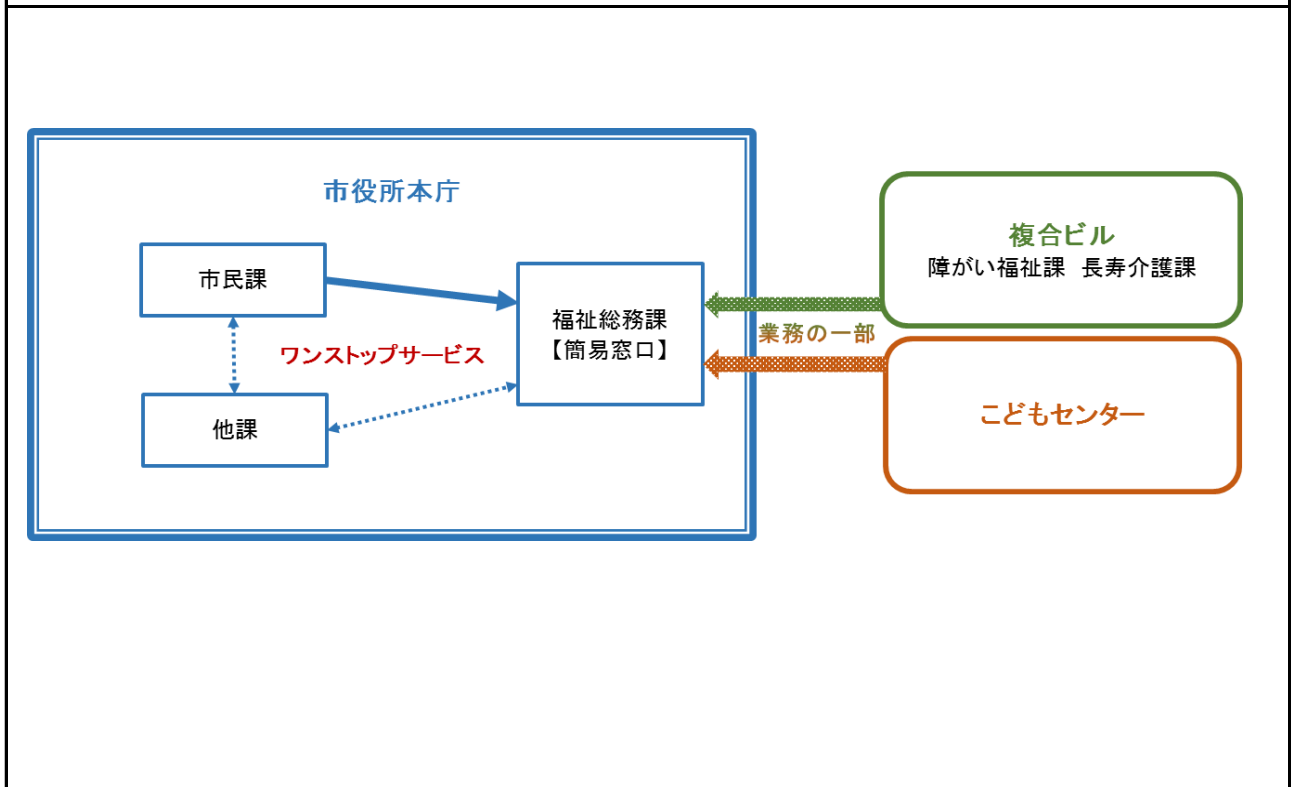 市役所本庁
市民課
福祉総務課
【簡易窓口】
ワンストップサービス
他課
複合ビル
障がい福祉課　長寿介護課
業務の一部
こどもセンター